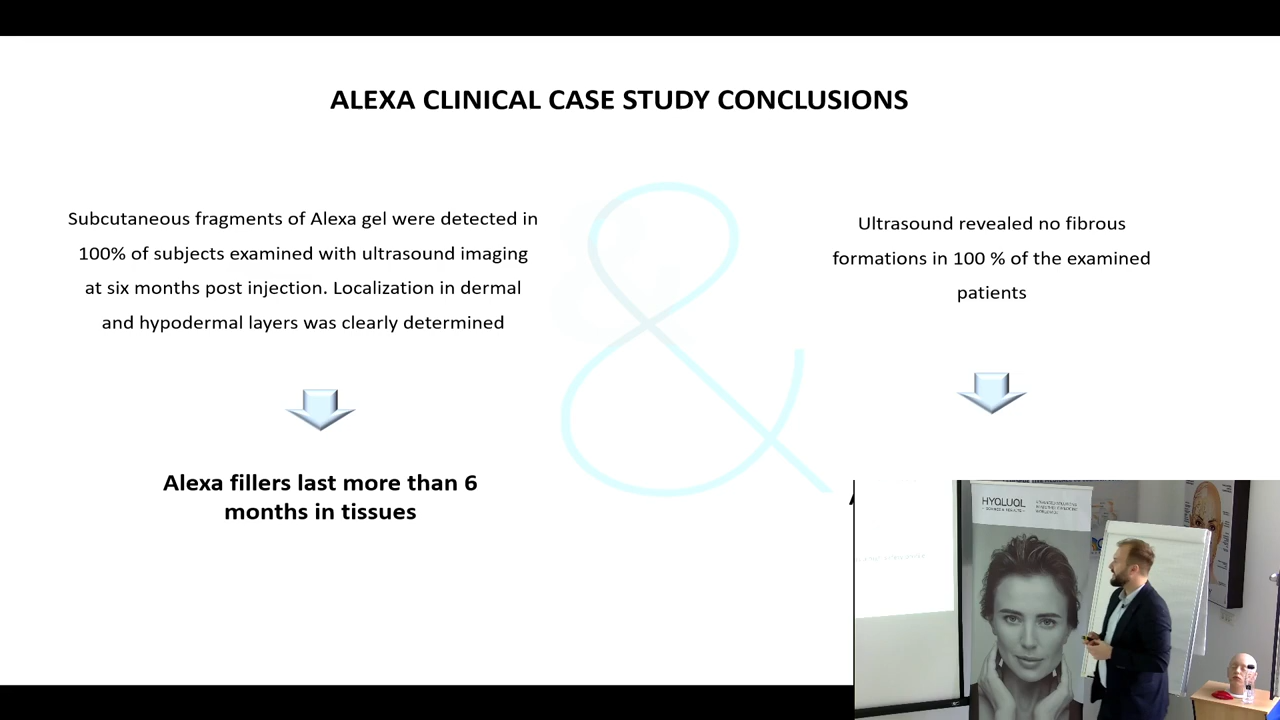 ALEXA CLINICAL CASE STUDY CONCLUSIONS
Subcutaneous fragments of Alexa gel were detected in
100% of subjects examined with ultrasound imaging
at six months post injection. Localization in dermal
and hypodermal layers was clearly determined
Alexa fillers last more than 6
months in tissues
&
Ultrasound revealed no fibrous
formations in 100 % of the examined
patients
HYALUAL